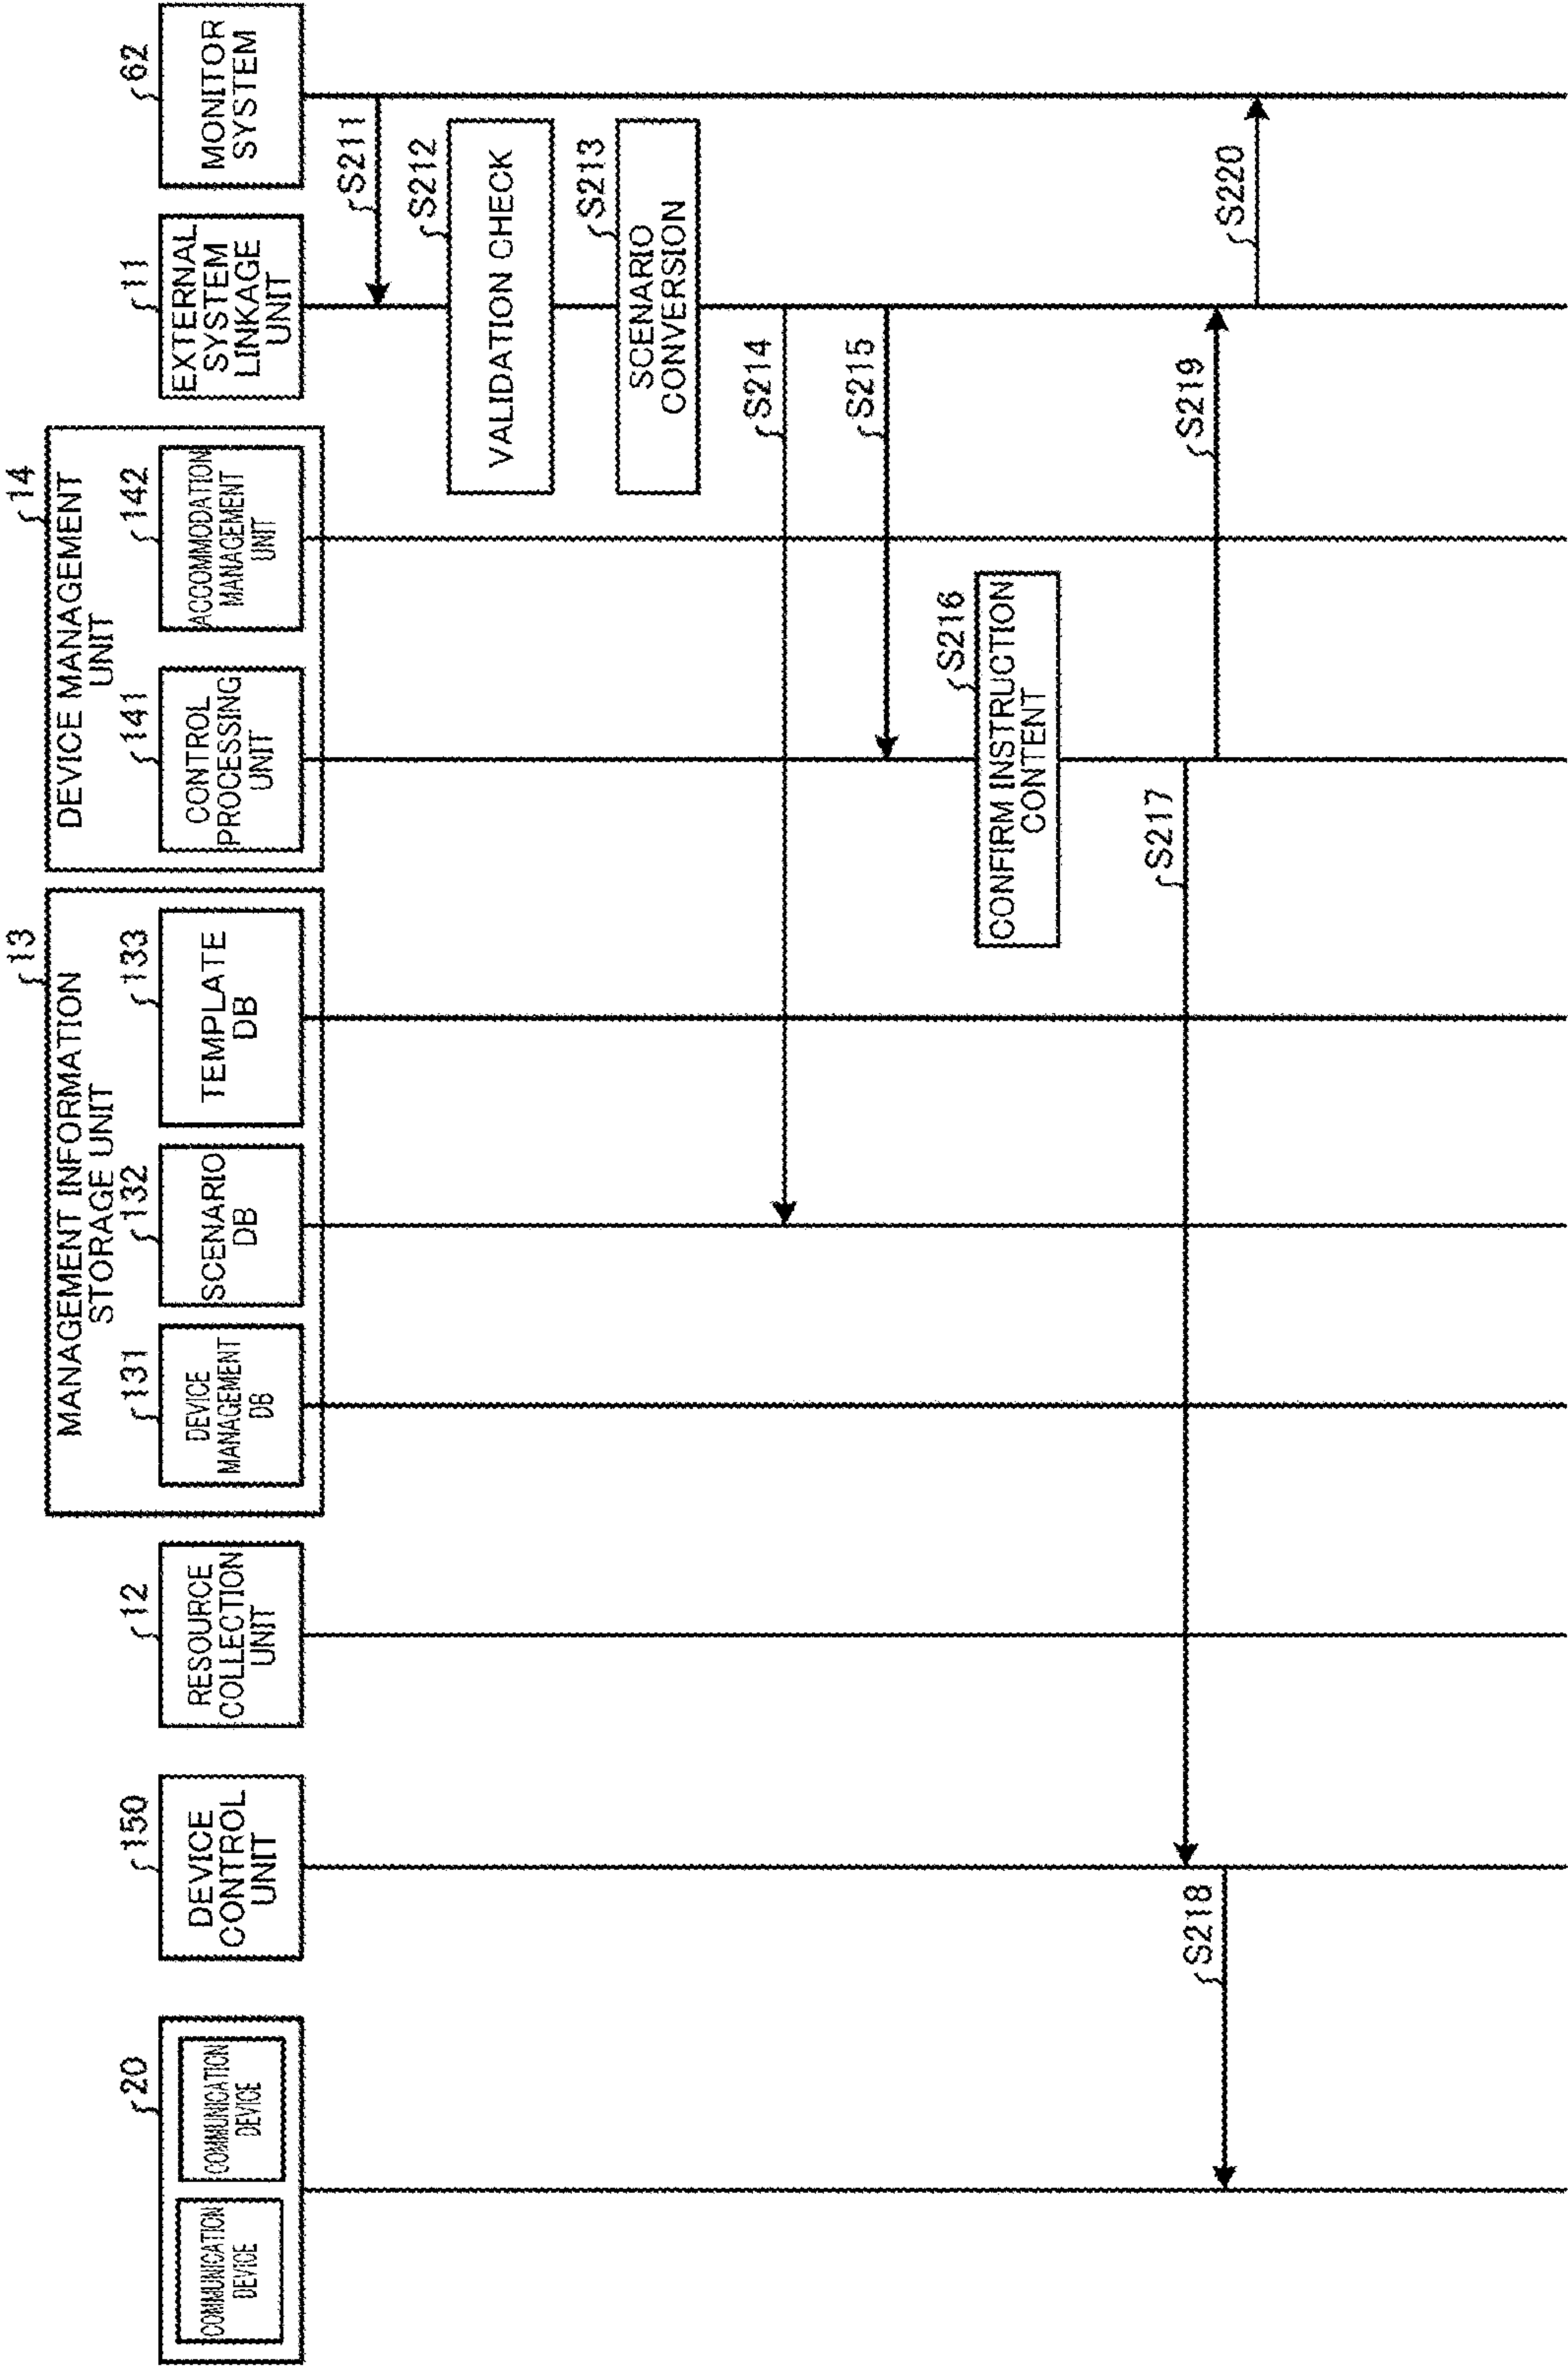 20
COMMUNICATION
DEVICE
COMMUNICATION
DEVICE
150
DEVICE
CONTROL
UNIT
12
RESOURCE
COLLECTION
UNIT
13
MANAGEMENT INFORMATION
STORAGE UNIT
131
DEVICE
MANAGEMENT
DB
132
SCENARIO
DB
133
TEMPLATE
DB
14
DEVICE MANAGEMENT
UNIT
141
CONTROL
PROCESSING
UNIT
142
ACCOMMODATION
MANAGEMENT
UNIT
11
EXTERNAL
SYSTEM
LINKAGE
UNIT
62
MONITOR
SYSTEM
S211
S212
VALIDATION CHECK
S213
SCENARIO
CONVERSION
S214
S215
S216
CONFIRM INSTRUCTION
CONTENT
S217
S218
S219
S220